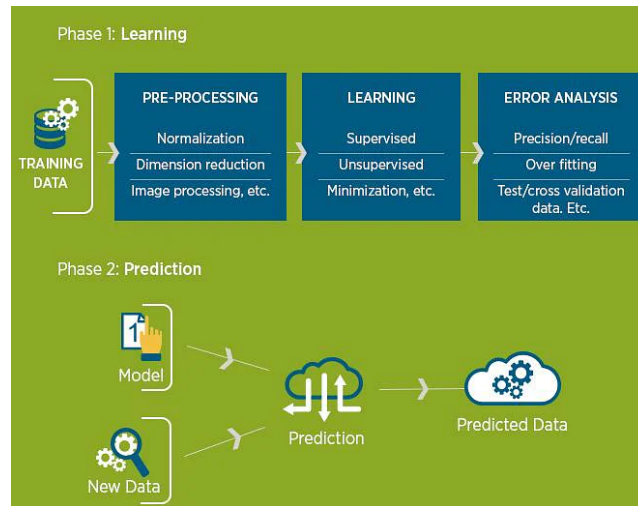 Phase 1: Learning
TRAINING
DATA
PRE-PROCESSING
Normalization
Dimension reduction
Image processing, etc.
LEARNING
Supervised
Unsupervised
Minimization, etc.
ERROR ANALYSIS
Precision/recall
Over fitting
Test/cross validation
data. Etc.
Phase 2: Prediction
1
Model
New Data
Prediction
Predicted Data